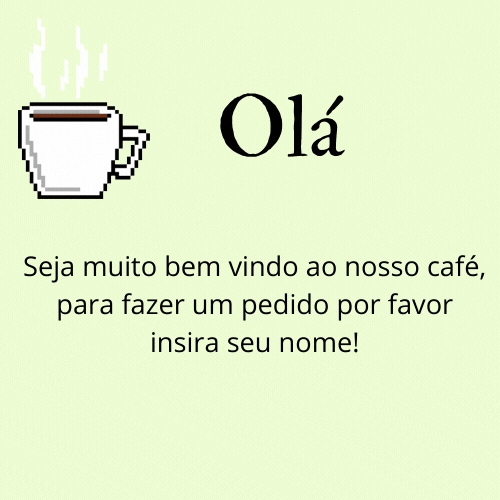 Olá
Seja muito bem vindo ao nosso café,
para fazer um pedido por favor
insira seu nome!